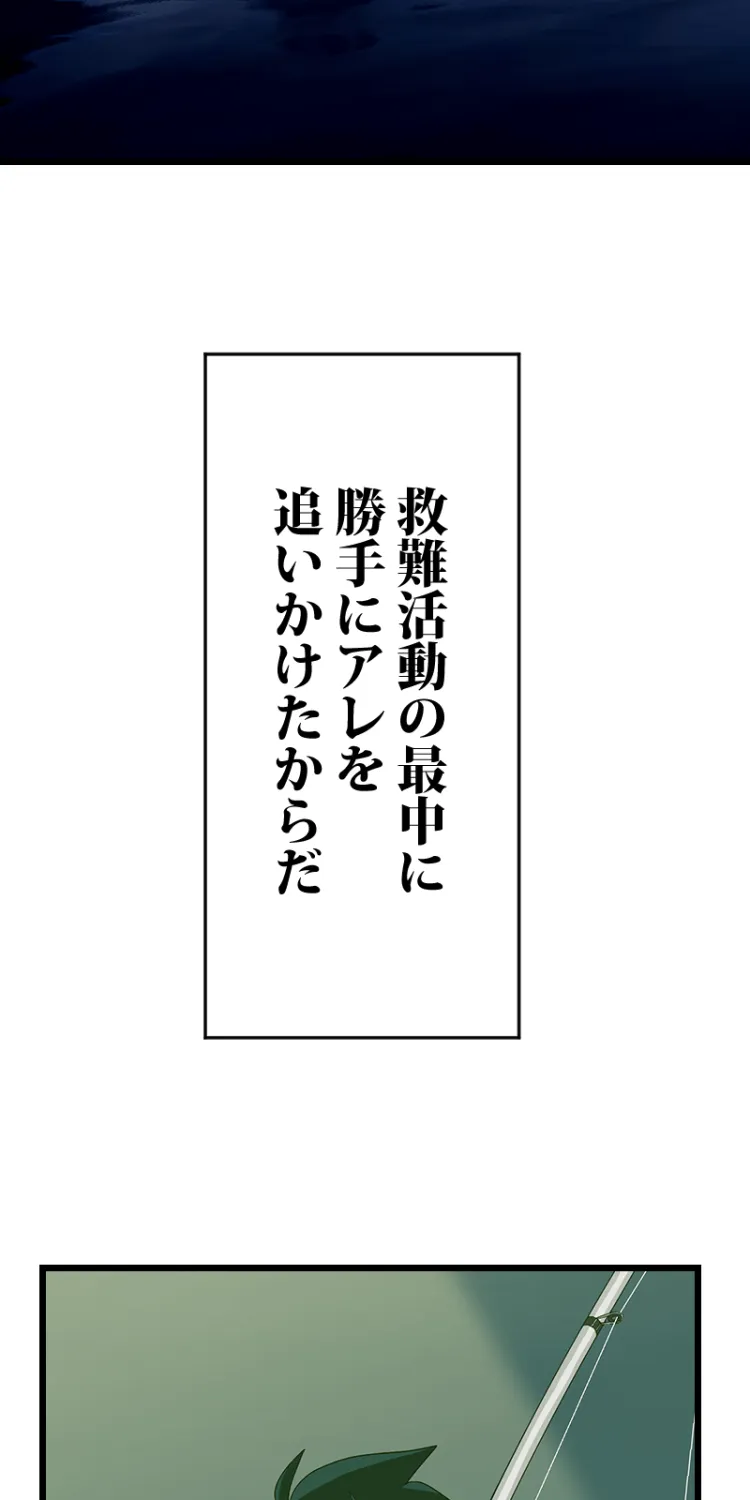 救難活動の最中に
勝手にアレを
追いかけたからだ